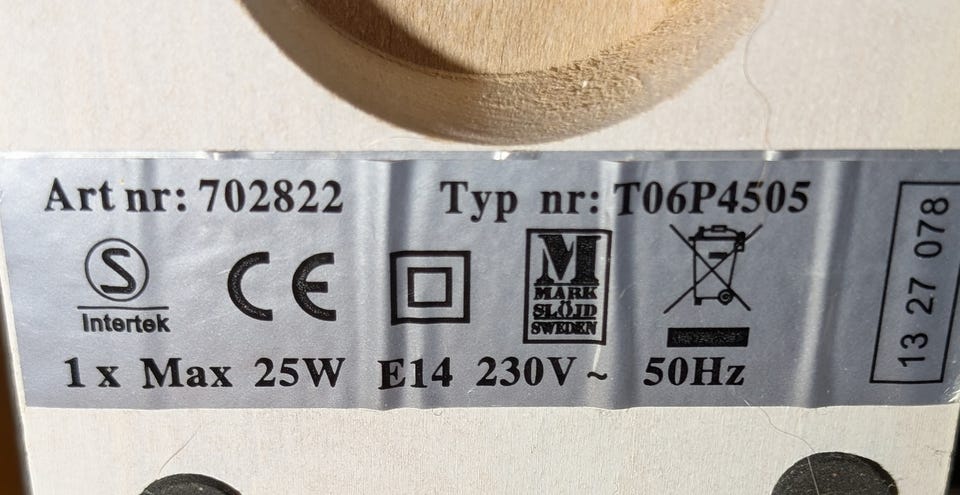 Art nr: 702822 Typ nr: T06P4505
S
Intertek
CE
M
MARK
SLÖJD
SWEDEN
1 x Max 25W E14 230V ~ 50Hz
13 27 078